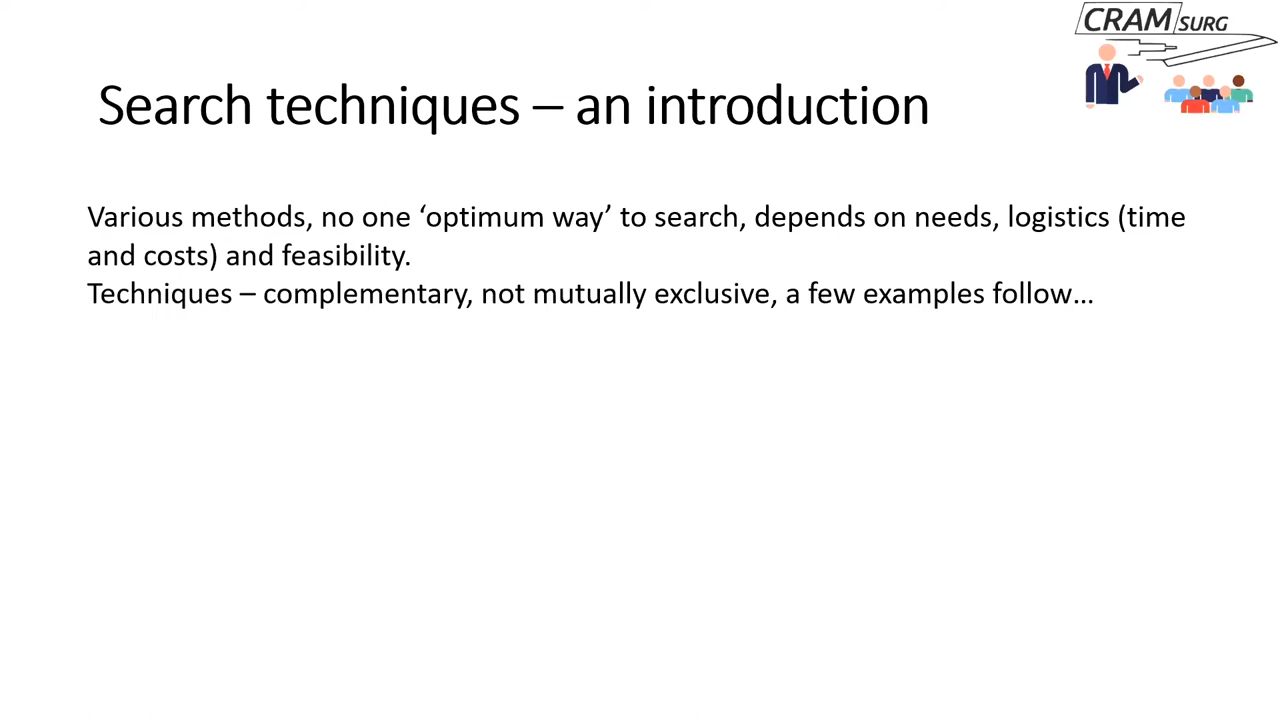 CRAM SURG
Search techniques – an introduction
Various methods, no one ‘optimum way’ to search, depends on needs, logistics (time
and costs) and feasibility.
Techniques – complementary, not mutually exclusive, a few examples follow…